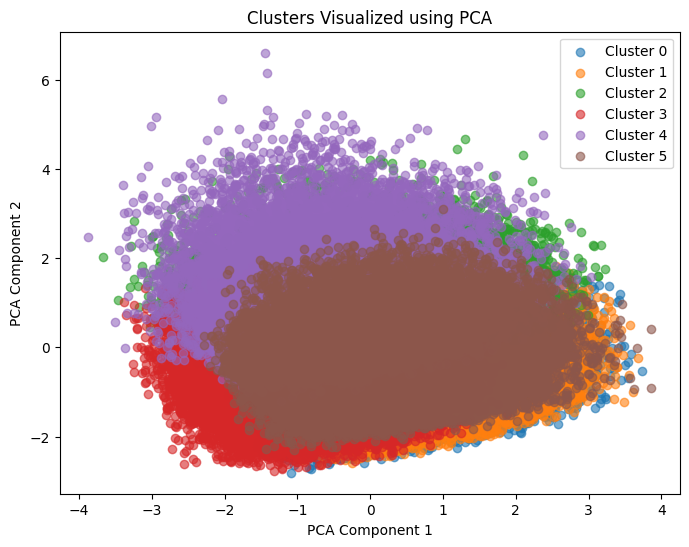 Clusters Visualized using PCA
Cluster 0
Cluster 1
Cluster 2
Cluster 3
Cluster 4
Cluster 5
PCA Component 2
6
4
2
0
−2
−4
−3
−2
−1
0
1
2
3
4
PCA Component 1